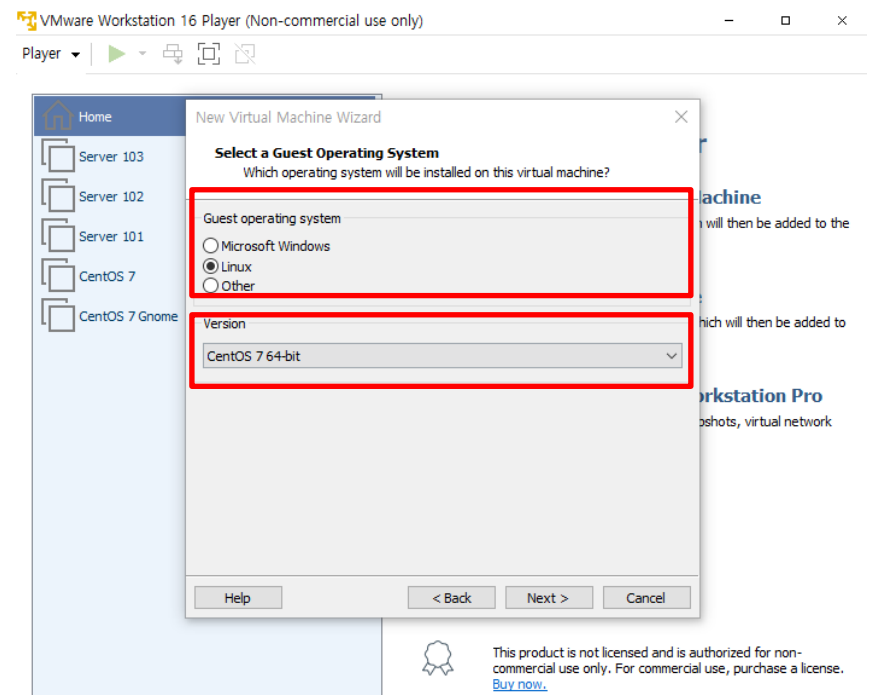 VMware Workstation 16 Player (Non-commercial use only)
Player
Home
Server 103
Server 102
Server 101
CentOS 7
CentOS 7 Gnome
New Virtual Machine Wizard
Select a Guest Operating System
Which operating system will be installed on this virtual machine?
Guest operating system
Microsoft Windows
Linux
Other
Version
CentOS 7 64-bit
Help
< Back
Next >
Cancel
will then be added to the
will then be added to
Pro
virtual network
This product is not licensed and is authorized for non-
commercial use only. For commercial use, purchase a license.
Buy now.